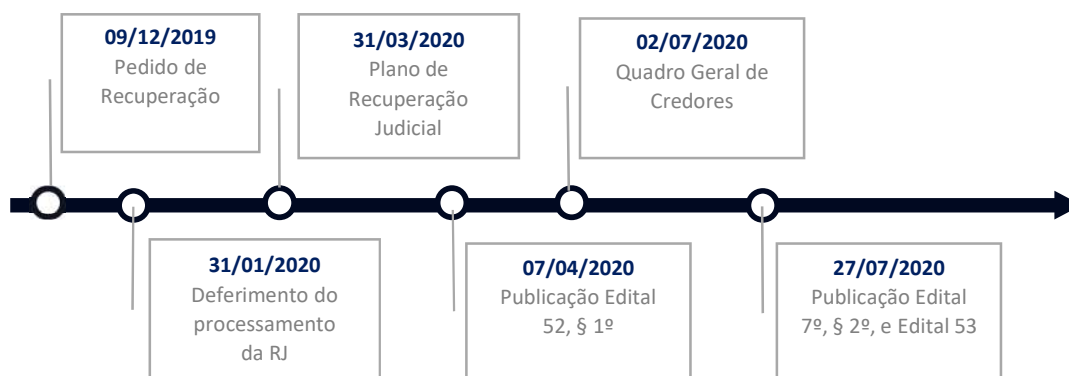 09/12/2019
Pedido de
Recuperação
31/01/2020
Deferimento do
processamento
da RJ
31/03/2020
Plano de
Recuperação
Judicial
07/04/2020
Publicação Edital
52, § 1º
02/07/2020
Quadro Geral de
Credores
27/07/2020
Publicação Edital
7º, § 2º, e Edital 53